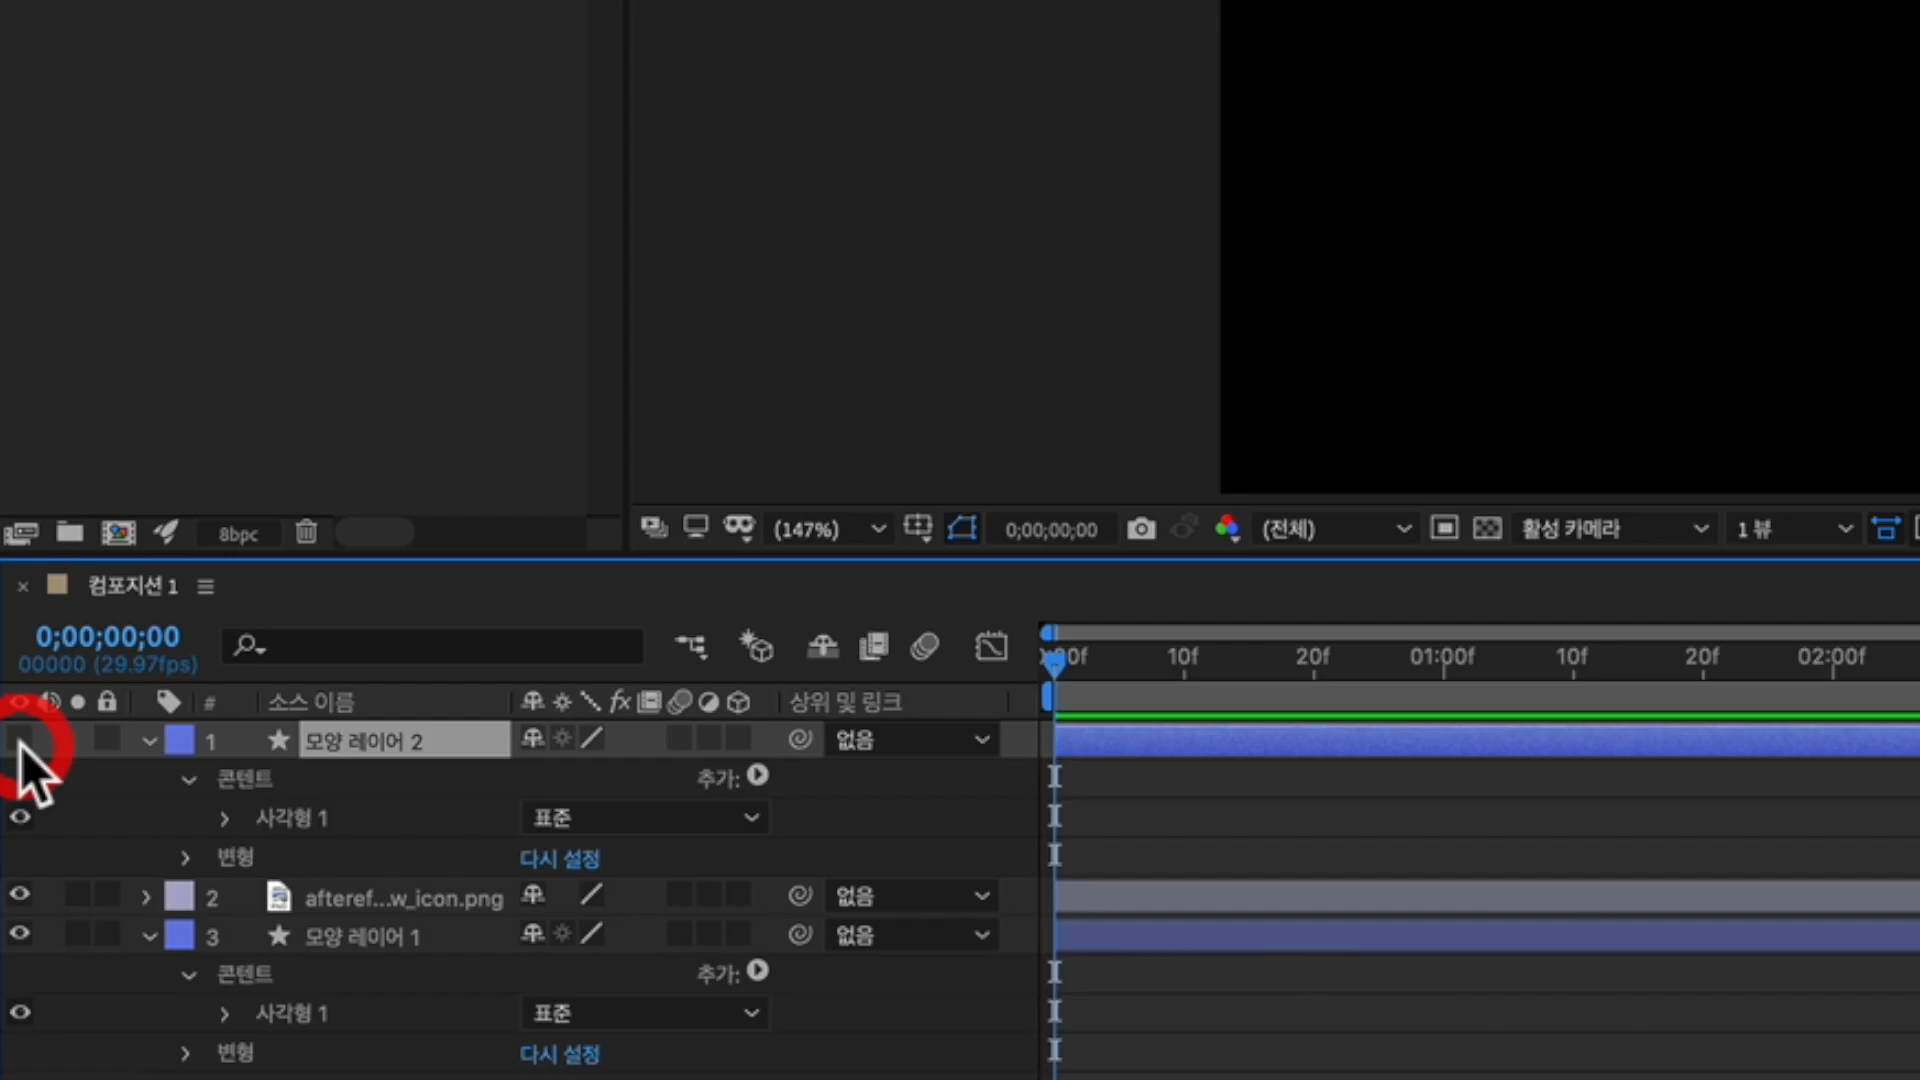 8bpc
(147%) 0;00;00;00 (전체) 활성 카메라 1 뷰
× 컴포지션 1
0;00;00;00
00000 (29.97fps)
10f 20f 01:00f 10f 20f 02:00f
# 소스 이름 fx 상위 및 링크
1 모양 레이어 2 없음
콘텐트 추가:
사각형 1 표준
변형 다시 설정
2 afteref...w_icon.png 없음
3 모양 레이어 1 없음
콘텐트 추가:
사각형 1 표준
변형 다시 설정